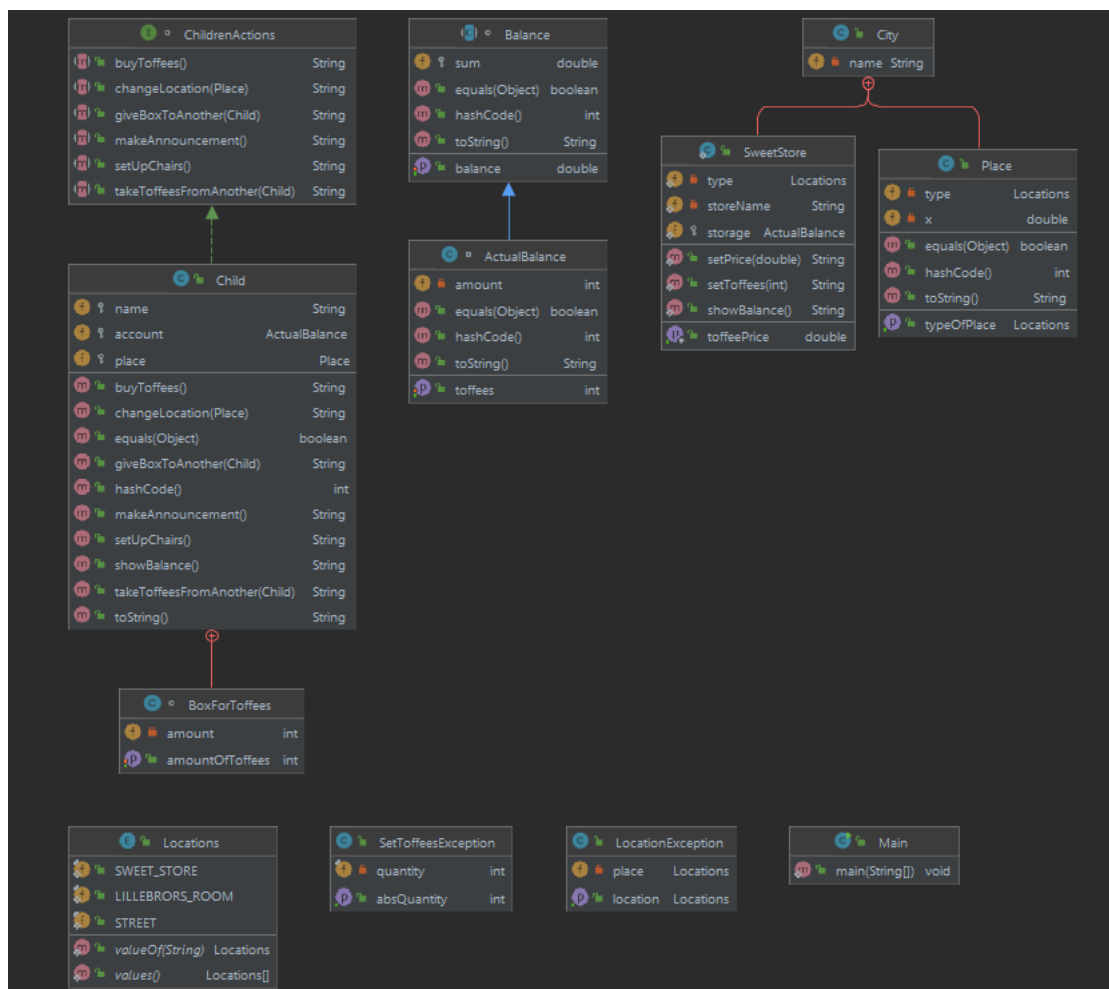 ChildrenActions
buyToffees() String
changeLocation(Place) String
giveBoxToAnother(Child) String
makeAnnouncement() String
setUpChairs() String
takeToffeesFromAnother(Child) String
Balance
sum double
equals(Object) boolean
hashCode() int
toString() String
balance double
City
name String
SweetStore
type Locations
storeName String
storage ActualBalance
setPrice(double) String
setToffees(int) String
showBalance() String
toffeePrice double
Place
type Locations
x double
equals(Object) boolean
hashCode() int
toString() String
typeOfPlace Locations
ActualBalance
amount int
equals(Object) boolean
hashCode() int
toString() String
toffees int
Child
name String
account ActualBalance
place Place
buyToffees() String
changeLocation(Place) String
equals(Object) boolean
giveBoxToAnother(Child) String
hashCode() int
makeAnnouncement() String
setUpChairs() String
showBalance() String
takeToffeesFromAnother(Child) String
toString() String
BoxForToffees
amount int
amountOfToffees int
Locations
SWEET_STORE
LILLEBRORS_ROOM
STREET
valueOf(String) Locations
values() Locations[]
SetToffeesException
quantity int
absQuantity int
LocationException
place Locations
location Locations
Main
main(String[]) void